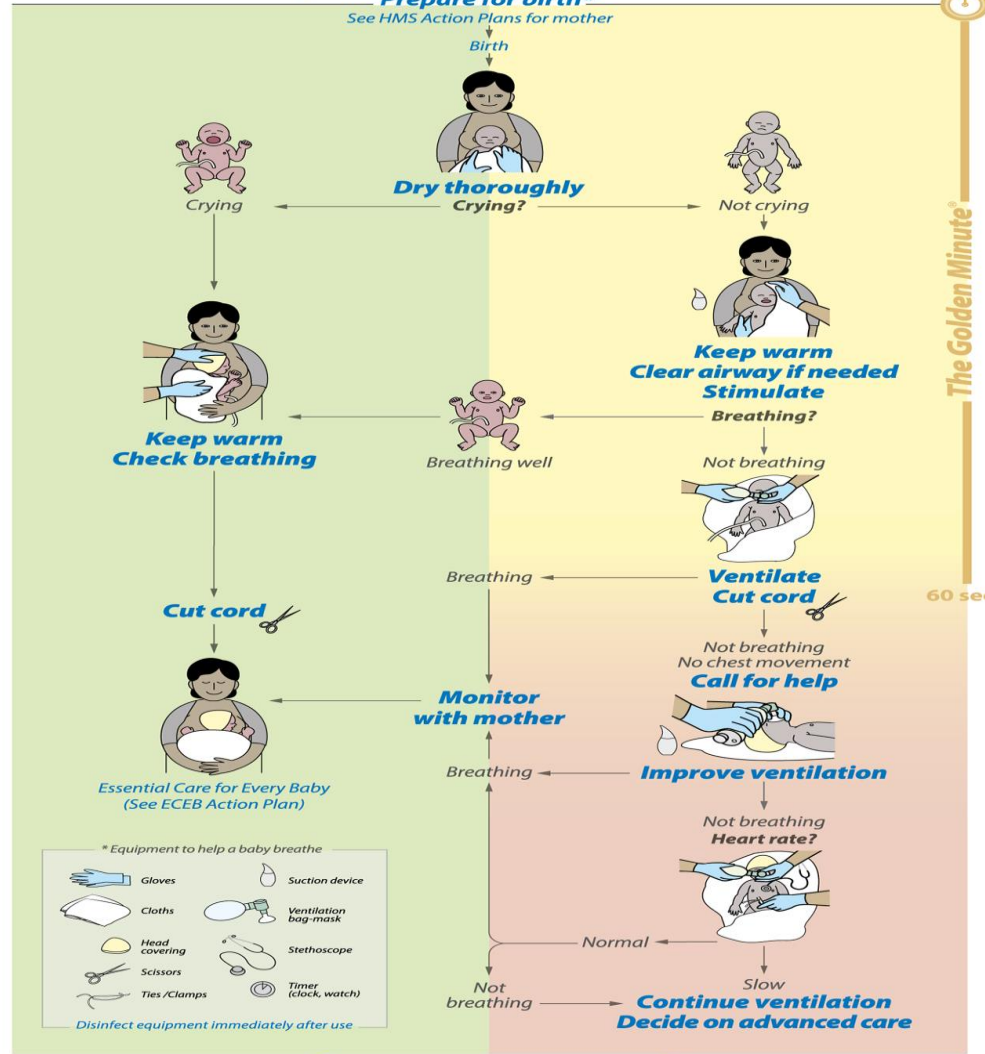 Prepare for birth*
See HMS Action Plans for mother
Birth
Dry thoroughly
Crying
Crying?
Not crying
The Golden Minute®
Keep warm
Clear airway if needed
Stimulate
Breathing?
Keep warm
Check breathing
Breathing well
Not breathing
Breathing
Ventilate
Cut cord
60 sec
Cut cord
Not breathing
No chest movement
Call for help
Monitor
with mother
Breathing
Improve ventilation
Essential Care for Every Baby
(See ECEB Action Plan)
Not breathing
Heart rate?
* Equipment to help a baby breathe
Gloves
Suction device
Cloths
Ventilation
bag-mask
Head
covering
Stethoscope
Scissors
Ties /Clamps
Timer
(clock, watch)
Disinfect equipment immediately after use
Normal
Slow
Not
breathing
Continue ventilation
Decide on advanced care